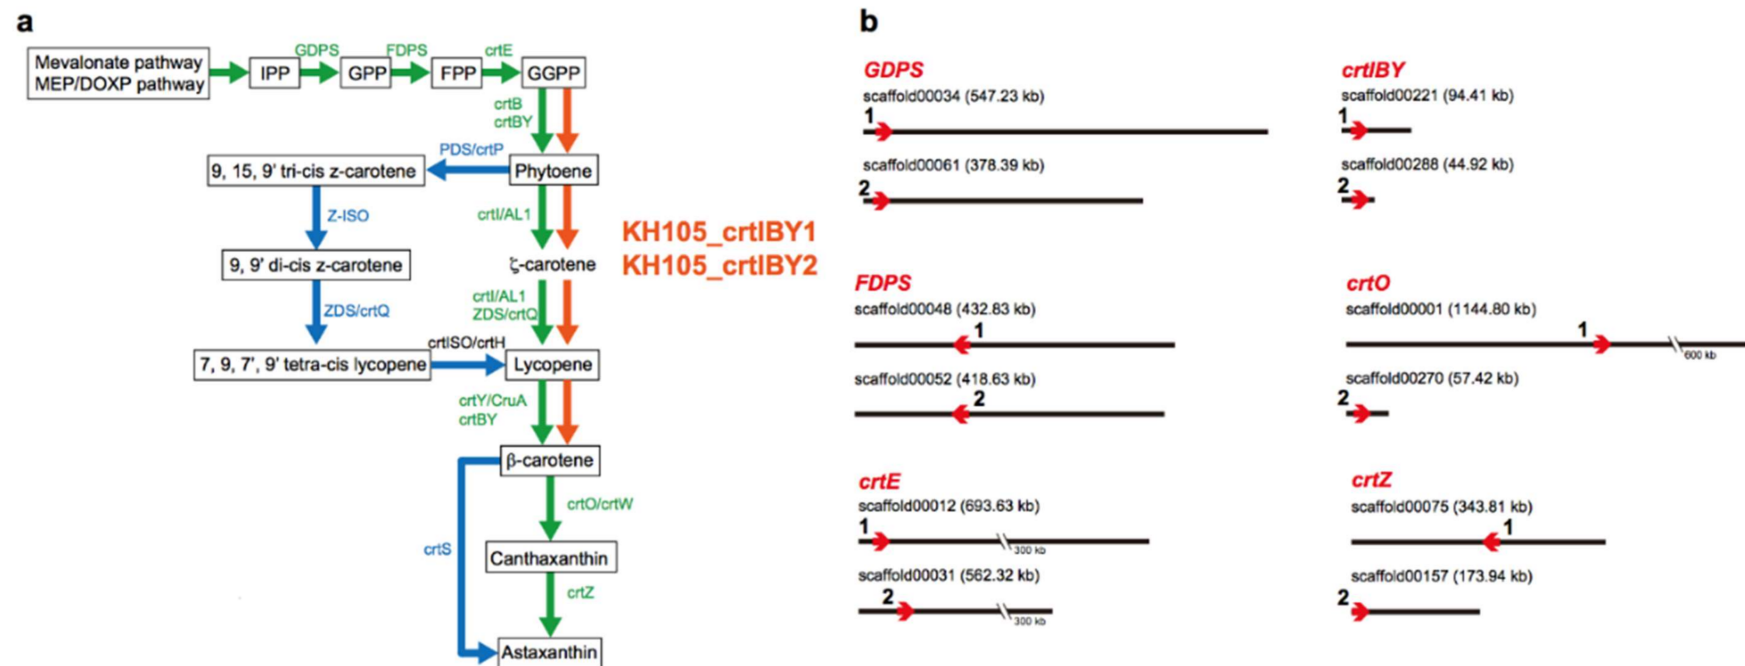 a
Mevalonate pathway
MEP/DOXP pathway
GDPS
FDPS
crtE
IPP
GPP
FPP
GGPP
crtB
crtBY
PDS/crtP
9, 15, 9' tri-cis z-carotene
Phytoene
Z-ISO
crtI/AL1
KH105_crtIBY1
KH105_crtIBY2
9, 9' di-cis z-carotene
ζ-carotene
ZDS/crtQ
crtI/AL1
ZDS/crtQ
crtISO/crtH
7, 9, 7', 9' tetra-cis lycopene
Lycopene
crtY/CruA
crtBY
β-carotene
crtO/crtW
crtS
Canthaxanthin
crtZ
Astaxanthin
b
GDPS
scaffold00034 (547.23 kb)
1
scaffold00061 (378.39 kb)
2
FDPS
scaffold00048 (432.83 kb)
1
scaffold00052 (418.63 kb)
2
crtE
scaffold00012 (693.63 kb)
1
300 kb
scaffold00031 (562.32 kb)
2
300 kb
crtIBY
scaffold00221 (94.41 kb)
1
scaffold00288 (44.92 kb)
2
crtO
scaffold00001 (1144.80 kb)
1
600 kb
scaffold00270 (57.42 kb)
2
crtZ
scaffold00075 (343.81 kb)
1
scaffold00157 (173.94 kb)
2